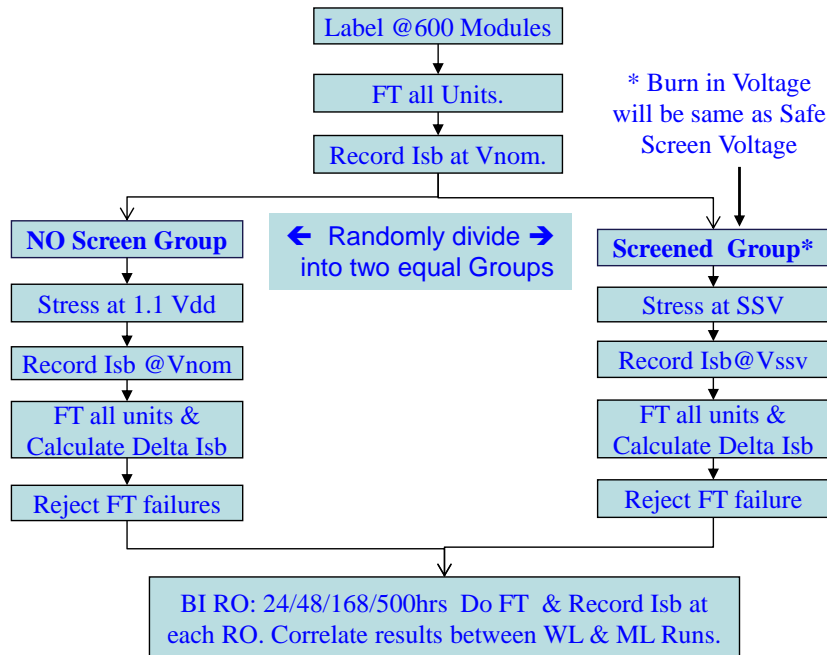 Label @600 Modules
FT all Units.
* Burn in Voltage
will be same as Safe
Screen Voltage
Record Isb at Vnom.
NO Screen Group
🡸 Randomly divide 🡺
into two equal Groups
Screened Group*
Stress at 1.1 Vdd
Stress at SSV
Record Isb @Vnom
Record Isb@Vssv
FT all units &
Calculate Delta Isb
FT all units &
Calculate Delta Isb
Reject FT failures
Reject FT failure
BI RO: 24/48/168/500hrs Do FT & Record Isb at
each RO. Correlate results between WL & ML Runs.